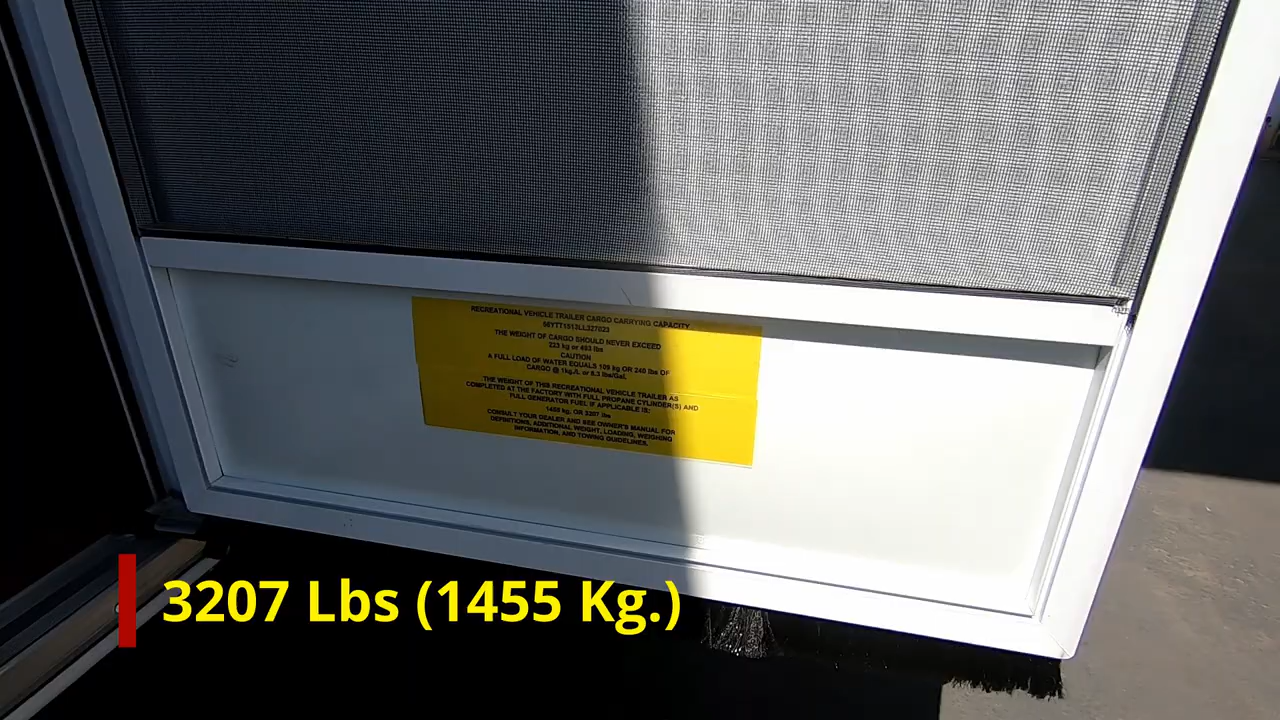 RECREATIONAL VEHICLE TRAILER CARGO CARRYING CAPACITY
THE WEIGHT OF CARGO SHOULD NEVER EXCEED
223 kg or 493 lbs
CAUTION
A FULL LOAD OF WATER EQUALS 109 kg OR 240 lbs OF
CARGO @ 1kg./L or 8.3 lbs/Gal.
THE WEIGHT OF THIS RECREATIONAL VEHICLE TRAILER AS
COMPLETED AT THE FACTORY WITH FULL PROPANE CYLINDER(S) AND
FULL GENERATOR FUEL IF APPLICABLE IS:
1455 kg. OR 3207 lbs
CONSULT YOUR DEALER AND SEE OWNER'S MANUAL FOR
DEFINITIONS, ADDITIONAL WEIGHT, LOADING, WEIGHING
INFORMATION, AND TOWING GUIDELINES.
3207 Lbs (1455 Kg.)